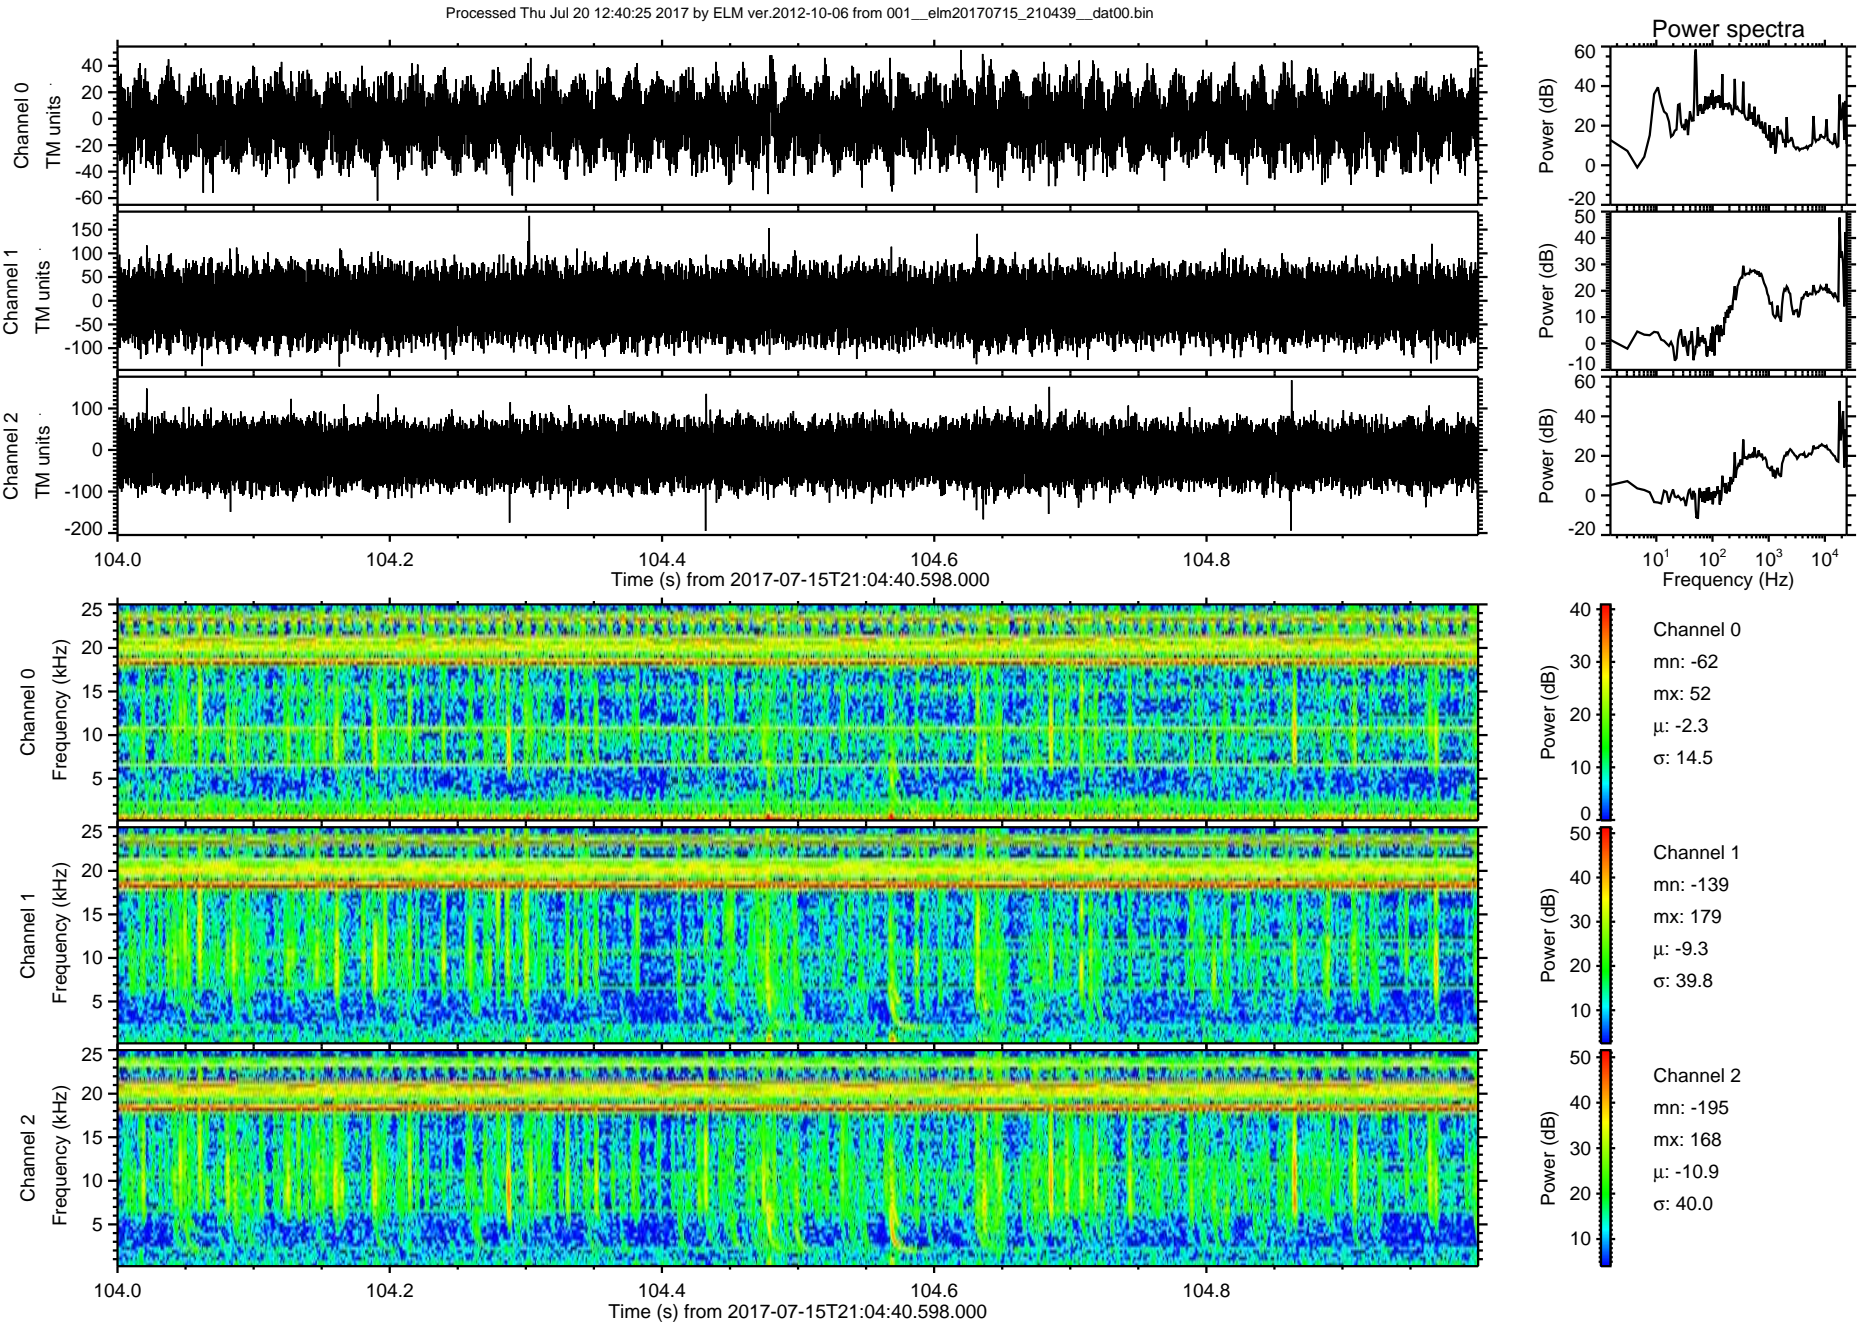 Processed Thu Jul 20 12:40:25 2017 by ELM ver.2012-10-06 from 001__elm20170715_210439__dat00.bin
Power spectra
Channel 0
TM units
40
20
0
-20
-40
-60
Power (dB)
60
40
20
0
-20
Channel 1
TM units
150
100
50
0
-50
-100
Power (dB)
50
40
30
20
10
0
-10
Channel 2
TM units
100
0
-100
-200
Power (dB)
60
40
20
0
-20
104.0 104.2 104.4 104.6 104.8
Time (s) from 2017-07-15T21:04:40.598.000
10¹ 10² 10³ 10⁴
Frequency (Hz)
Channel 0
Frequency (kHz)
25
20
15
10
5
Power (dB)
40
30
20
10
0
Channel 0
mn: -62
mx: 52
μ: -2.3
σ: 14.5
Channel 1
Frequency (kHz)
25
20
15
10
5
Power (dB)
50
40
30
20
10
Channel 1
mn: -139
mx: 179
μ: -9.3
σ: 39.8
Channel 2
Frequency (kHz)
25
20
15
10
5
Power (dB)
50
40
30
20
10
Channel 2
mn: -195
mx: 168
μ: -10.9
σ: 40.0
104.0 104.2 104.4 104.6 104.8
Time (s) from 2017-07-15T21:04:40.598.000